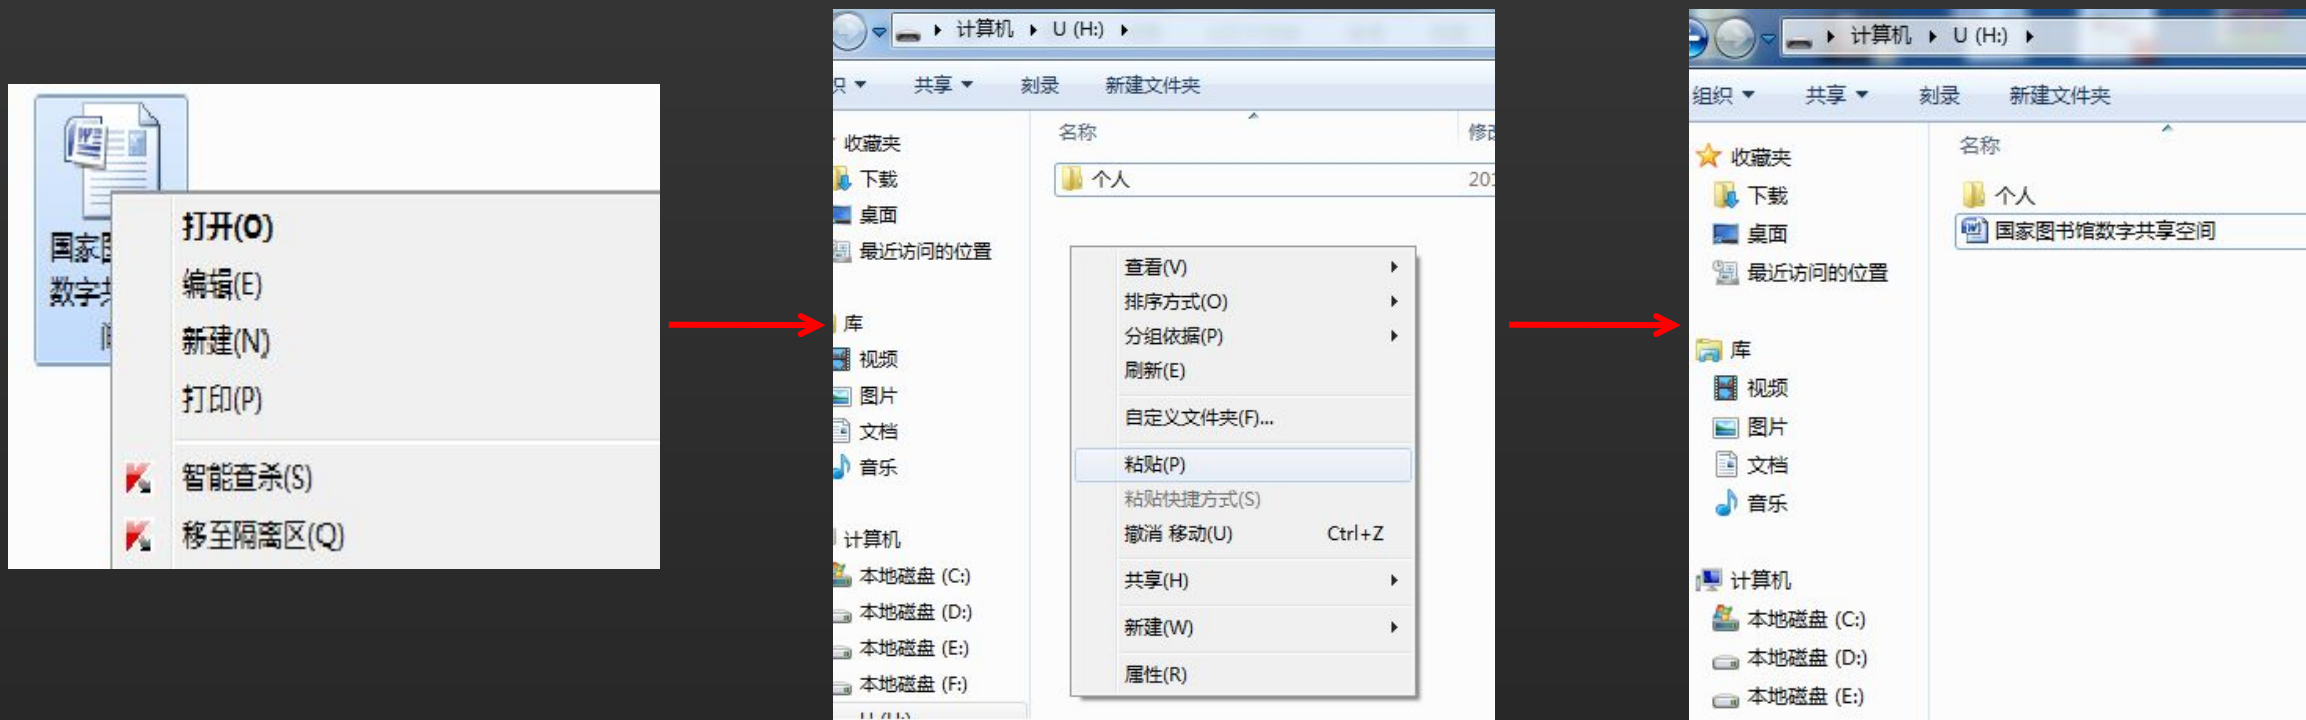 国家
数字
打开(O)
编辑(E)
新建(N)
打印(P)
智能查杀(S)
移至隔离区(Q)
计算机 U (H:)
共享 刻录 新建文件夹
名称
收藏夹
下载
桌面
最近访问的位置
库
视频
图片
文档
音乐
计算机
本地磁盘 (C:)
本地磁盘 (D:)
本地磁盘 (E:)
本地磁盘 (F:)
个人
查看(V)
排序方式(O)
分组依据(P)
刷新(E)
自定义文件夹(F)...
粘贴(P)
粘贴快捷方式(S)
撤消 移动(U) Ctrl+Z
共享(H)
新建(W)
属性(R)
计算机 U (H:)
组织 共享 刻录 新建文件夹
名称
收藏夹
下载
桌面
最近访问的位置
库
视频
图片
文档
音乐
计算机
本地磁盘 (C:)
本地磁盘 (D:)
本地磁盘 (E:)
个人
国家图书馆数字共享空间